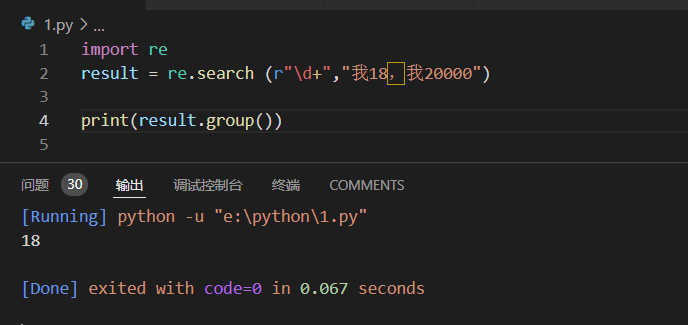 1.py > ...
1 import re
2 result = re.search (r"\d+","我18，我20000")
3
4 print(result.group())
5
问题 30 输出 调试控制台 终端 COMMENTS
[Running] python -u "e:\python\1.py"
18
[Done] exited with code=0 in 0.067 seconds